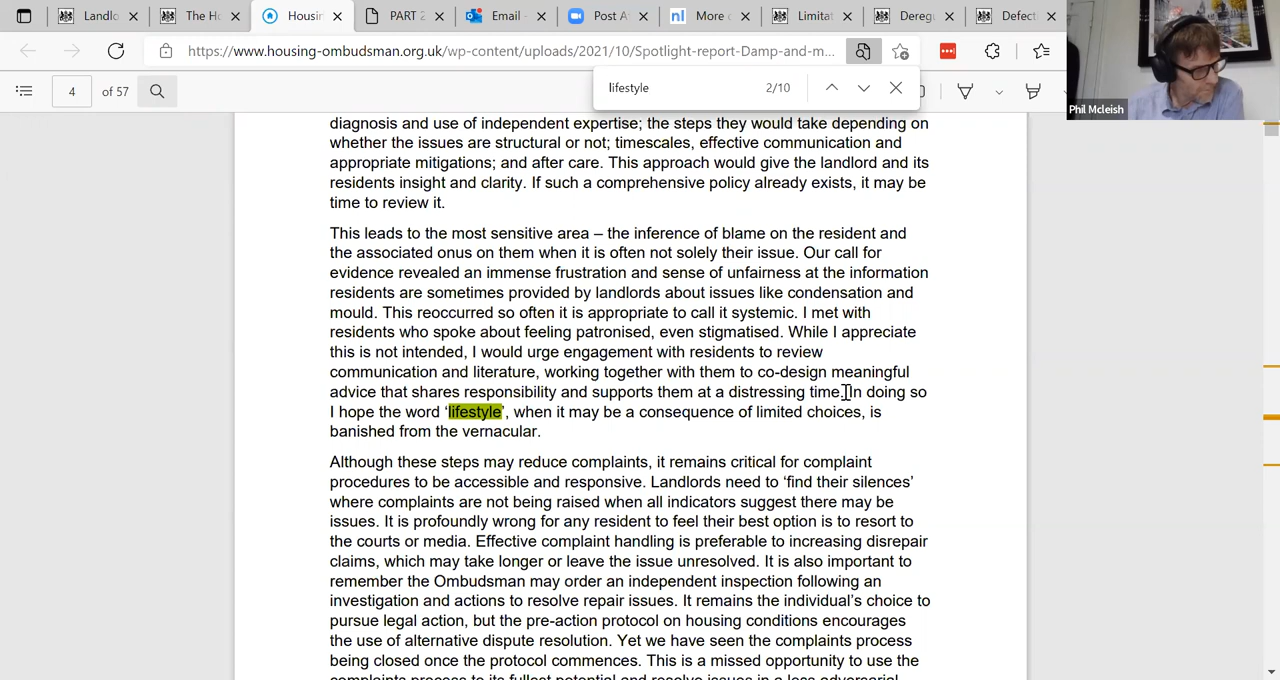 Landlo
The Ho
Housin
PART 2
Email -
Post A
nl
More o
Limitat
Deregu
Defect
https://www.housing-ombudsman.org.uk/wp-content/uploads/2021/10/Spotlight-report-Damp-and-m...
4 of 57
lifestyle 2/10
Phil Mcleish
diagnosis and use of independent expertise; the steps they would take depending on
whether the issues are structural or not; timescales, effective communication and
appropriate mitigations; and after care. This approach would give the landlord and its
residents insight and clarity. If such a comprehensive policy already exists, it may be
time to review it.
This leads to the most sensitive area – the inference of blame on the resident and
the associated onus on them when it is often not solely their issue. Our call for
evidence revealed an immense frustration and sense of unfairness at the information
residents are sometimes provided by landlords about issues like condensation and
mould. This reoccurred so often it is appropriate to call it systemic. I met with
residents who spoke about feeling patronised, even stigmatised. While I appreciate
this is not intended, I would urge engagement with residents to review
communication and literature, working together with them to co-design meaningful
advice that shares responsibility and supports them at a distressing time. In doing so
I hope the word ‘lifestyle’, when it may be a consequence of limited choices, is
banished from the vernacular.
Although these steps may reduce complaints, it remains critical for complaint
procedures to be accessible and responsive. Landlords need to ‘find their silences’
where complaints are not being raised when all indicators suggest there may be
issues. It is profoundly wrong for any resident to feel their best option is to resort to
the courts or media. Effective complaint handling is preferable to increasing disrepair
claims, which may take longer or leave the issue unresolved. It is also important to
remember the Ombudsman may order an independent inspection following an
investigation and actions to resolve repair issues. It remains the individual’s choice to
pursue legal action, but the pre-action protocol on housing conditions encourages
the use of alternative dispute resolution. Yet we have seen the complaints process
being closed once the protocol commences. This is a missed opportunity to use the
complaints process to its fullest potential and resolve issues in a less adversarial